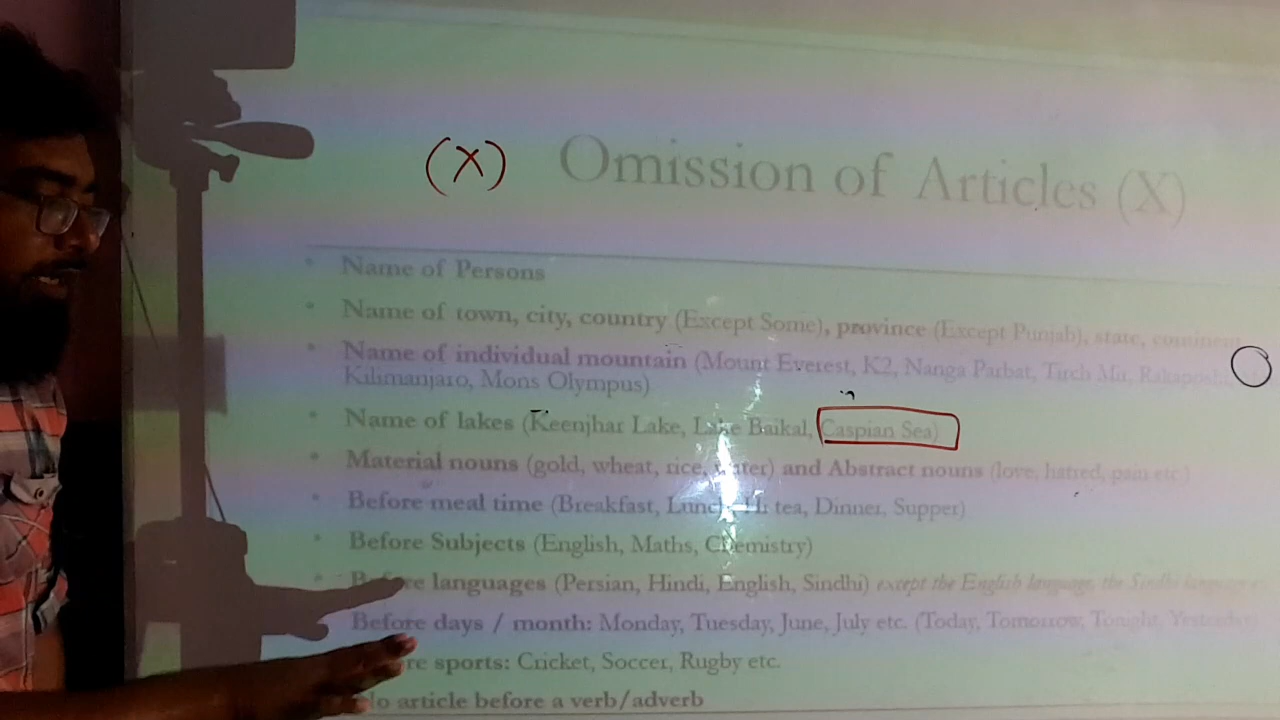 (X) Omission of Articles (X)
• Name of Persons
• Name of town, city, country (Except Some), province (Except Punjab), state, continent
• Name of individual mountain (Mount Everest, K2, Nanga Parbat, Tirch Mir, Rakaposhi,
Kilimanjaro, Mons Olympus)
• Name of lakes (Keenjhar Lake, Lake Baikal, Caspian Sea)
• Material nouns (gold, wheat, rice, water) and Abstract nouns (love, hatred, pain etc)
• Before meal time (Breakfast, Lunch, Hi tea, Dinner, Supper)
• Before Subjects (English, Maths, Chemistry)
• Before languages (Persian, Hindi, English, Sindhi) except the English language, the Sindhi language
Before days / month: Monday, Tuesday, June, July etc. (Today, Tomorrow, Tonight, Yesterday
re sports: Cricket, Soccer, Rugby etc.
No article before a verb/adverb